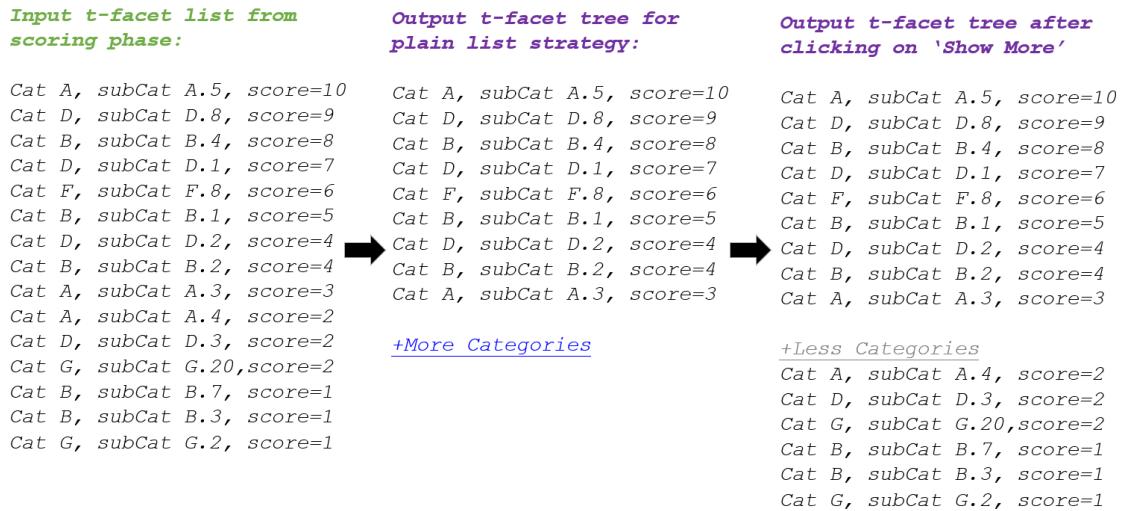 Input t-facet list from
scoring phase:
Cat A, subCat A.5, score=10
Cat D, subCat D.8, score=9
Cat B, subCat B.4, score=8
Cat D, subCat D.1, score=7
Cat F, subCat F.8, score=6
Cat B, subCat B.1, score=5
Cat D, subCat D.2, score=4
Cat B, subCat B.2, score=4
Cat A, subCat A.3, score=3
Cat A, subCat A.4, score=2
Cat D, subCat D.3, score=2
Cat G, subCat G.20,score=2
Cat B, subCat B.7, score=1
Cat B, subCat B.3, score=1
Cat G, subCat G.2, score=1
Output t-facet tree for
plain list strategy:
Cat A, subCat A.5, score=10
Cat D, subCat D.8, score=9
Cat B, subCat B.4, score=8
Cat D, subCat D.1, score=7
Cat F, subCat F.8, score=6
Cat B, subCat B.1, score=5
Cat D, subCat D.2, score=4
Cat B, subCat B.2, score=4
Cat A, subCat A.3, score=3
+More Categories
Output t-facet tree after
clicking on ‘Show More’
Cat A, subCat A.5, score=10
Cat D, subCat D.8, score=9
Cat B, subCat B.4, score=8
Cat D, subCat D.1, score=7
Cat F, subCat F.8, score=6
Cat B, subCat B.1, score=5
Cat D, subCat D.2, score=4
Cat B, subCat B.2, score=4
Cat A, subCat A.3, score=3
+Less Categories
Cat A, subCat A.4, score=2
Cat D, subCat D.3, score=2
Cat G, subCat G.20,score=2
Cat B, subCat B.7, score=1
Cat B, subCat B.3, score=1
Cat G, subCat G.2, score=1